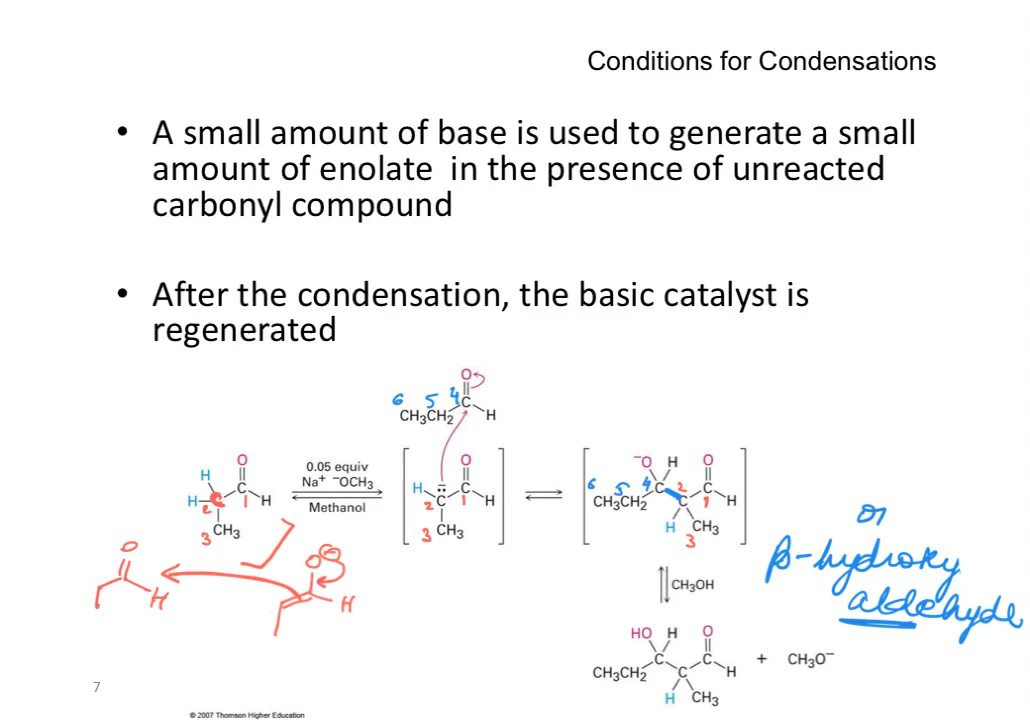 Conditions for Condensations
• A small amount of base is used to generate a small
amount of enolate in the presence of unreacted
carbonyl compound
• After the condensation, the basic catalyst is
regenerated
O
6 5 4 C
CH₃CH₂ H
O
H
H C C H
2 1
3 CH₃
0.05 equiv
Na⁺ ⁻OCH₃
Methanol
O
H C C H
2 1
3 CH₃
⁻O H O
6 5 4 C 2 C
CH₃CH₂ C 1 H
H CH₃
3
or
β-hydroxy
aldehyde
O
H
O⊖
H
CH₃OH
HO H O
C C
CH₃CH₂ C H + CH₃O⁻
H CH₃
7
© 2007 Thomson Higher Education